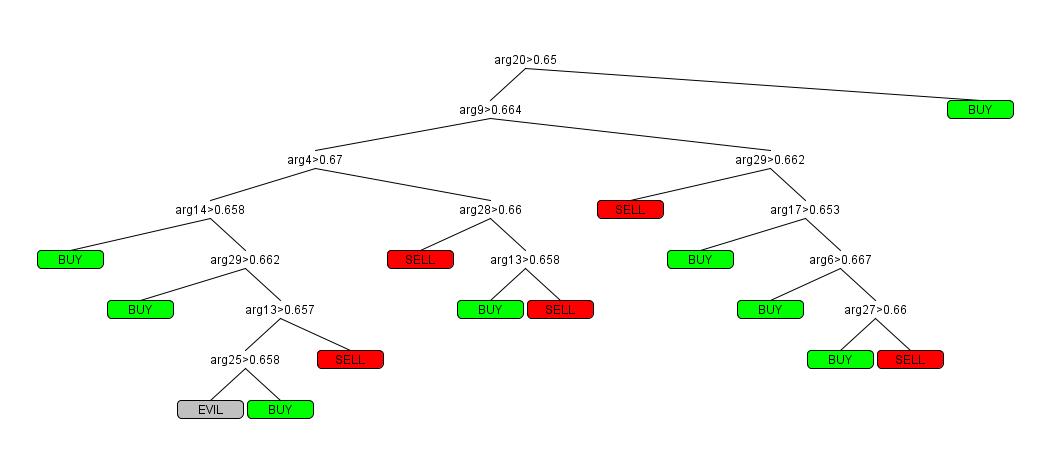 arg20>0.65
arg9>0.664 BUY
arg4>0.67 arg29>0.662
arg14>0.658 arg28>0.66 SELL arg17>0.653
BUY arg29>0.662 SELL arg13>0.658 BUY arg6>0.667
BUY arg13>0.657 BUY SELL BUY arg27>0.66
arg25>0.658 SELL BUY SELL
EVIL BUY